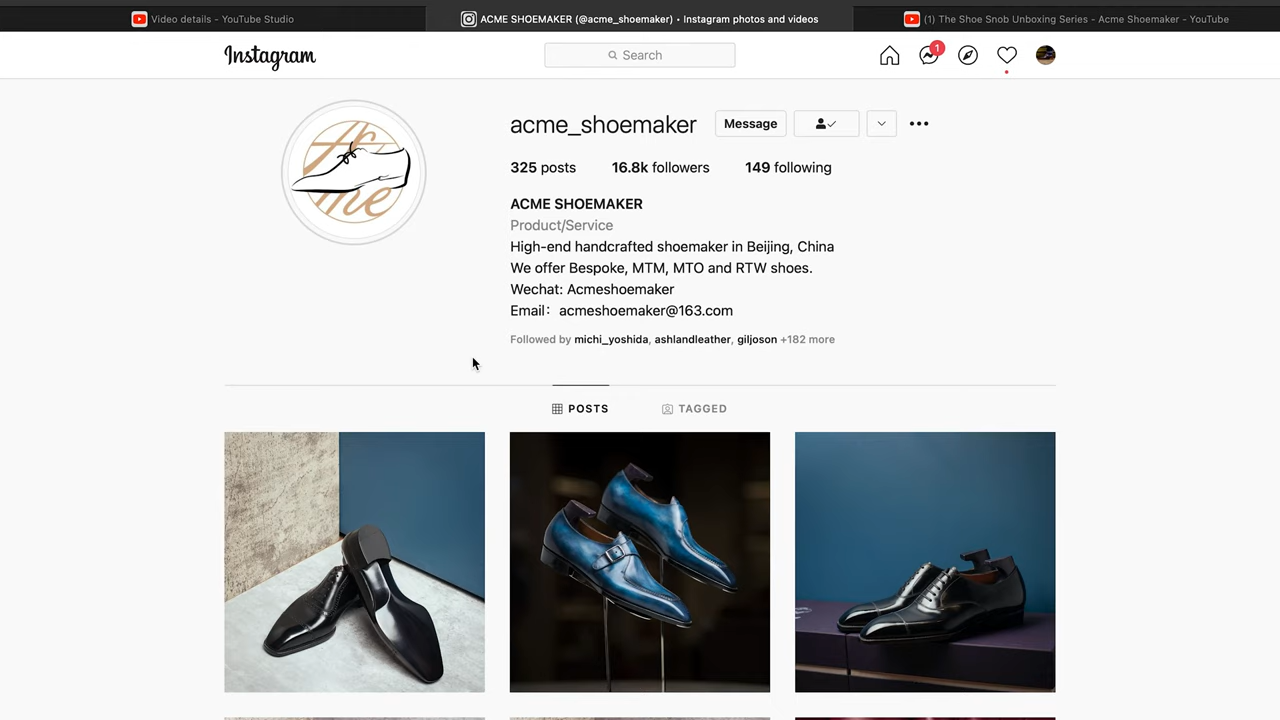 Video details - YouTube Studio
ACME SHOEMAKER (@acme_shoemaker) • Instagram photos and videos
(1) The Shoe Snob Unboxing Series - Acme Shoemaker - YouTube
Instagram
Search
1
Acme
acme_shoemaker
Message
325 posts
16.8k followers
149 following
ACME SHOEMAKER
Product/Service
High-end handcrafted shoemaker in Beijing, China
We offer Bespoke, MTM, MTO and RTW shoes.
Wechat: Acmeshoemaker
Email：acmeshoemaker@163.com
Followed by michi_yoshida, ashlandleather, giljoson +182 more
POSTS
TAGGED